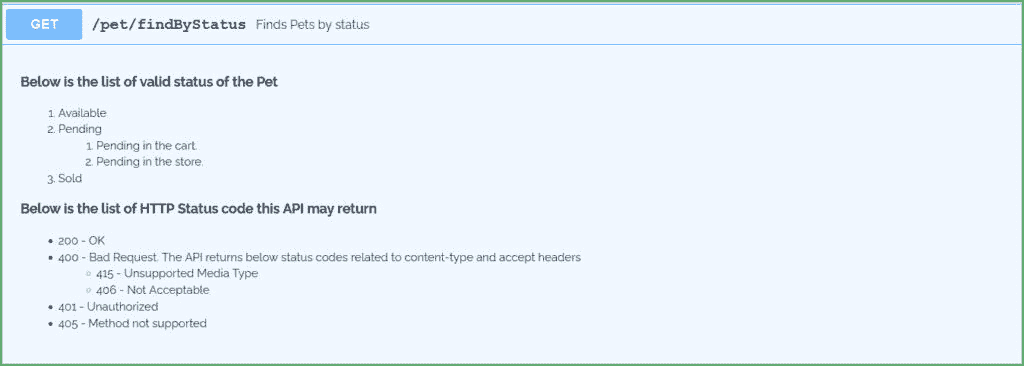 GET /pet/findByStatus Finds Pets by status
Below is the list of valid status of the Pet
1. Available
2. Pending
1. Pending in the cart.
2. Pending in the store.
3. Sold
Below is the list of HTTP Status code this API may return
• 200 - OK
• 400 - Bad Request. The API returns below status codes related to content-type and accept headers
◦ 415 - Unsupported Media Type
◦ 406 - Not Acceptable
• 401 - Unauthorized
• 405 - Method not supported